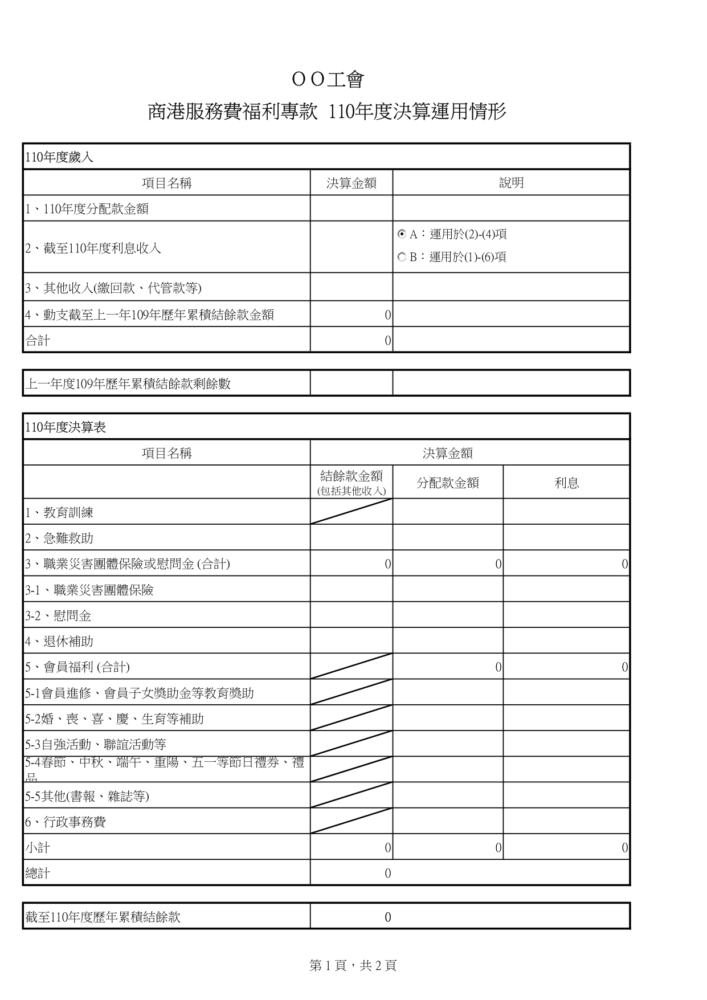 ＯＯ工會
商港服務費福利專款 110年度決算運用情形
110年度歲入
項目名稱 決算金額 說明
1、110年度分配款金額
2、截至110年度利息收入
A：運用於(2)-(4)項
B：運用於(1)-(6)項
3、其他收入(繳回款、代管款等)
4、動支截至上一年109年歷年累積結餘款金額 0
合計 0
上一年度109年歷年累積結餘款剩餘數
110年度決算表
項目名稱 決算金額
結餘款金額
(包括其他收入)
分配款金額 利息
1、教育訓練
2、急難救助
3、職業災害團體保險或慰問金 (合計) 0 0 0
3-1、職業災害團體保險
3-2、慰問金
4、退休補助
5、會員福利 (合計) 0 0
5-1會員進修、會員子女獎助金等教育獎助
5-2婚、喪、喜、慶、生育等補助
5-3自強活動、聯誼活動等
5-4春節、中秋、端午、重陽、五一等節日禮券、禮
品
5-5其他(書報、雜誌等)
6、行政事務費
小計 0 0 0
總計 0
截至110年度歷年累積結餘款 0
第 1 頁，共 2 頁